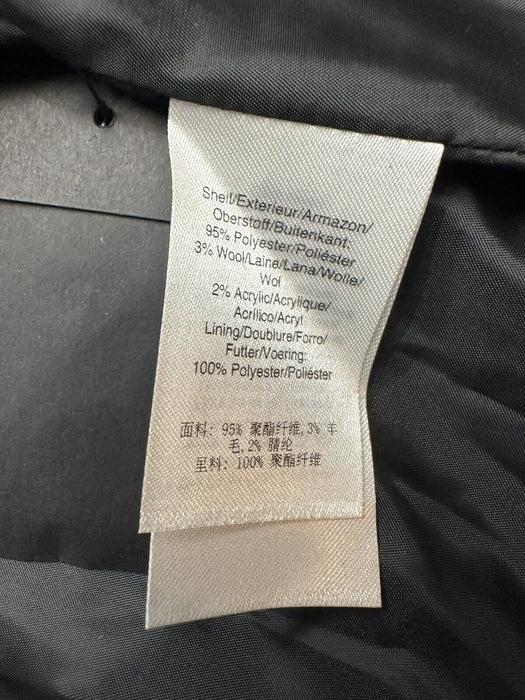 Shell/Exterieur/Armazon/
Oberstoff/Buitenkant:
95% Polyester/Poliéster
3% Wool/Laine/Lana/Wolle/
Wol
2% Acrylic/Acrylique/
Acrílico/Acryl
Lining/Doublure/Forro/
Futter/Voering:
100% Polyester/Poliéster
面料: 95% 聚酯纤维,3% 羊
毛,2% 腈纶
里料: 100% 聚酯纤维